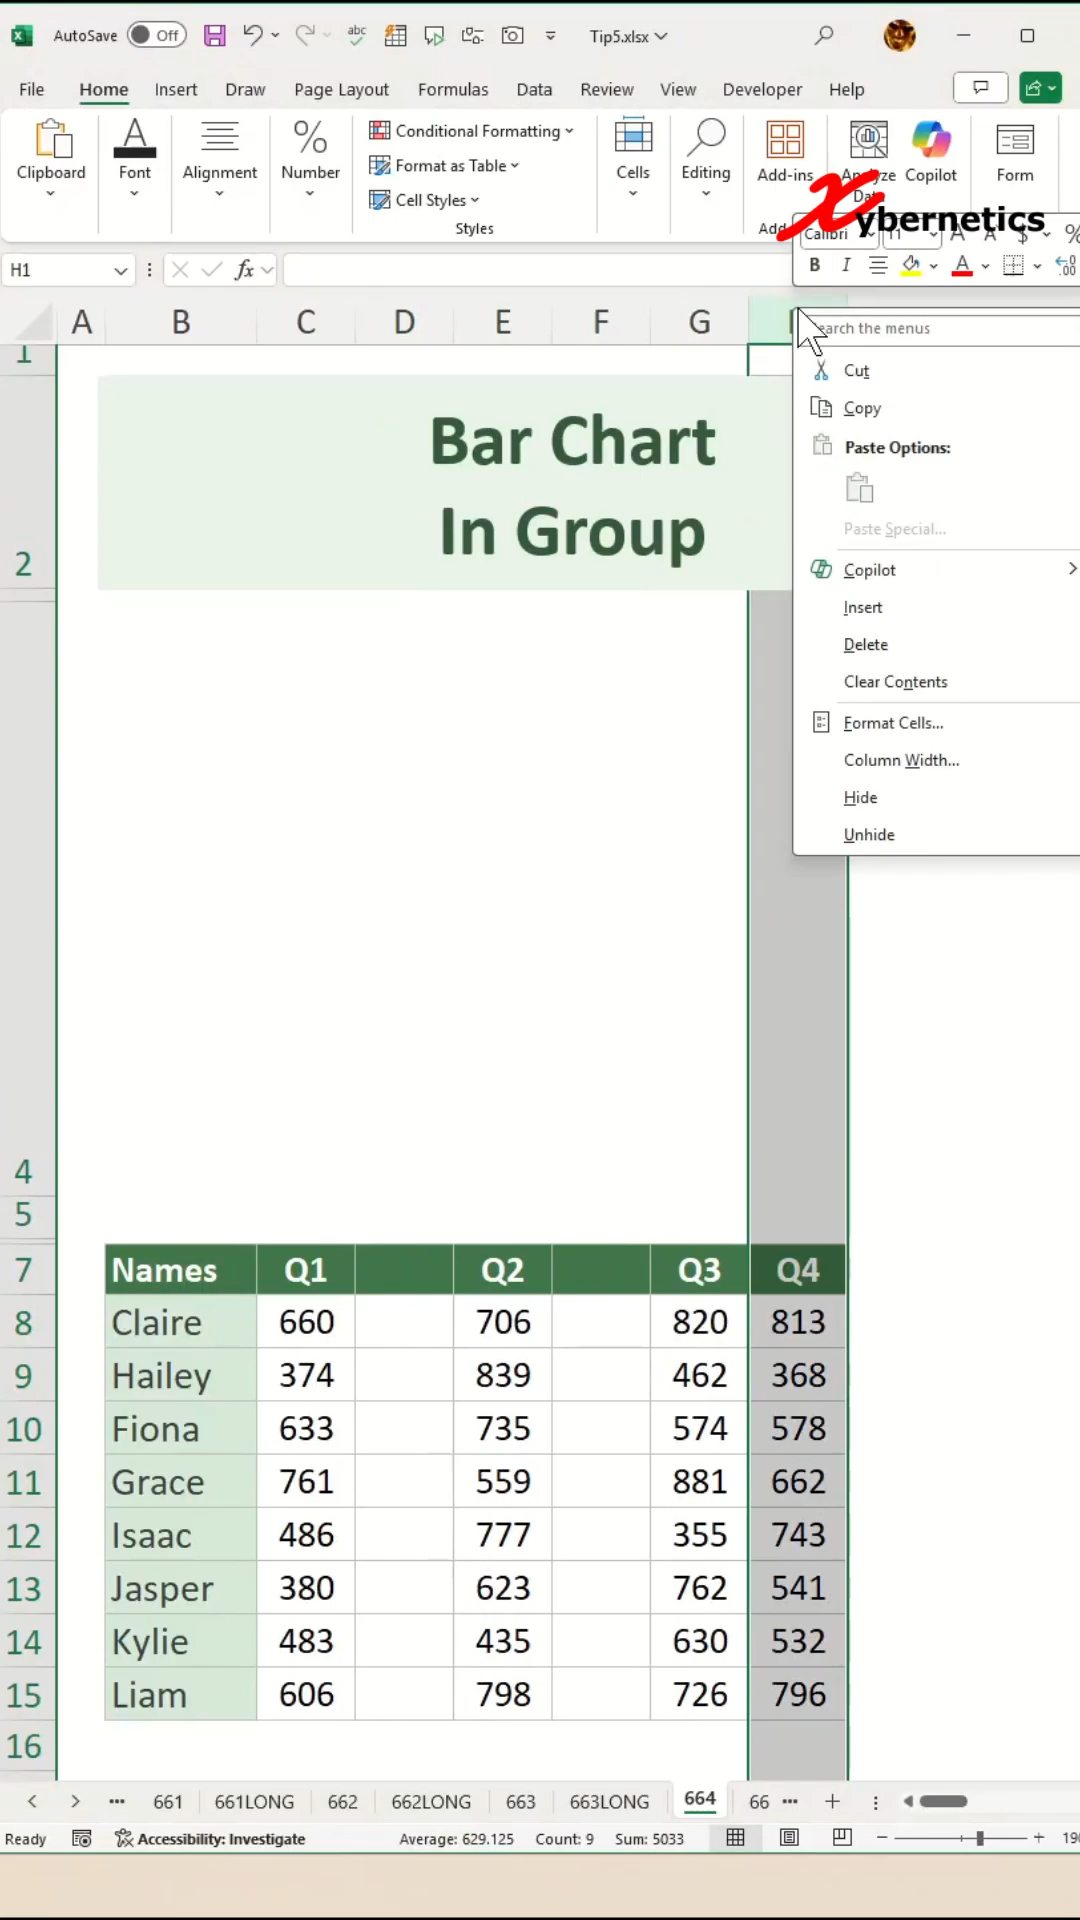 AutoSave Off abc Tip5.xlsx
File Home Insert Draw Page Layout Formulas Data Review View Developer Help
Clipboard Font Alignment Number Conditional Formatting Format as Table Cell Styles Styles Cells Editing Add-ins Analyze Data Copilot Form
Add
Xybernetics
Calibri 11 A A $ %
B I A
H1 fx
A B C D E F G
Search the menus
Cut
Copy
Paste Options:
Paste Special...
Copilot
Insert
Delete
Clear Contents
Format Cells...
Column Width...
Hide
Unhide
1
Bar Chart
In Group
2
4
5
7 Names Q1 Q2 Q3 Q4
8 Claire 660 706 820 813
9 Hailey 374 839 462 368
10 Fiona 633 735 574 578
11 Grace 761 559 881 662
12 Isaac 486 777 355 743
13 Jasper 380 623 762 541
14 Kylie 483 435 630 532
15 Liam 606 798 726 796
16
661 661LONG 662 662LONG 663 663LONG 664 66
Ready Accessibility: Investigate Average: 629.125 Count: 9 Sum: 5033 190